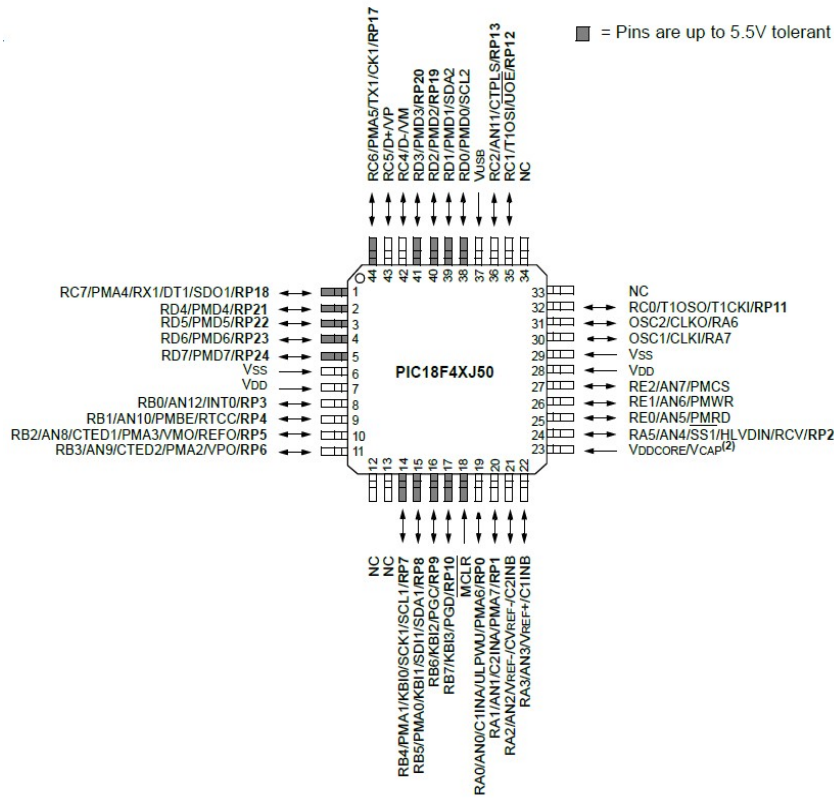 = Pins are up to 5.5V tolerant
RC6/PMA5/TX1/CK1/RP17
RC5/D+/VP
RC4/D-/VM
RD3/PMD3/RP20
RD2/PMD2/RP19
RD1/PMD1/SDA2
RD0/PMD0/SCL2
VUSB
RC2/AN11/CTPLS/RP13
RC1/T1OSI/UOE/RP12
NC
44
43
42
41
40
39
38
37
36
35
34
RC7/PMA4/RX1/DT1/SDO1/RP18 1
RD4/PMD4/RP21 2
RD5/PMD5/RP22 3
RD6/PMD6/RP23 4
RD7/PMD7/RP24 5
VSS 6
VDD 7
RB0/AN12/INT0/RP3 8
RB1/AN10/PMBE/RTCC/RP4 9
RB2/AN8/CTED1/PMA3/VMO/REFO/RP5 10
RB3/AN9/CTED2/PMA2/VPO/RP6 11
PIC18F4XJ50
33 NC
32 RC0/T1OSO/T1CKI/RP11
31 OSC2/CLKO/RA6
30 OSC1/CLKI/RA7
29 VSS
28 VDD
27 RE2/AN7/PMCS
26 RE1/AN6/PMWR
25 RE0/AN5/PMRD
24 RA5/AN4/SS1/HLVDIN/RCV/RP2
23 VDDCORE/VCAP(2)
12
13
14
15
16
17
18
19
20
21
22
NC
NC
RB4/PMA1/KBI0/SCK1/SCL1/RP7
RB5/PMA0/KBI1/SDI1/SDA1/RP8
RB6/KBI2/PGC/RP9
RB7/KBI3/PGD/RP10
MCLR
RA0/AN0/C1INA/ULPWU/PMA6/RP0
RA1/AN1/C2INA/PMA7/RP1
RA2/AN2/VREF-/CVREF-/C2INB
RA3/AN3/VREF+/C1INB